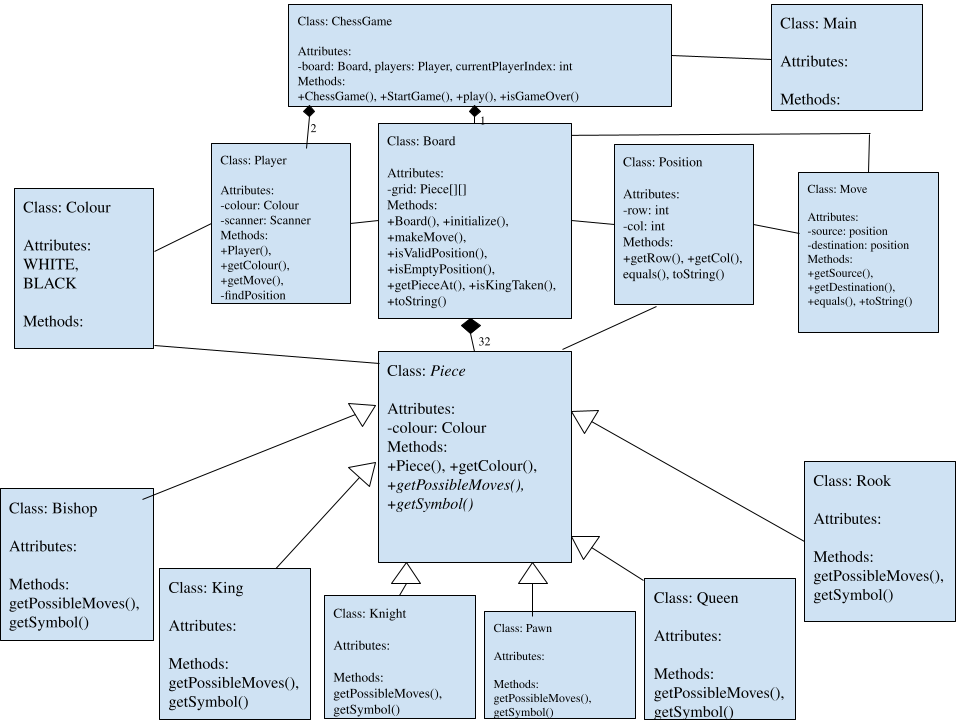 Class: ChessGame
Attributes:
-board: Board, players: Player, currentPlayerIndex: int
Methods:
+ChessGame(), +StartGame(), +play(), +isGameOver()
Class: Main
Attributes:
Methods:
2
1
Class: Colour
Attributes:
WHITE,
BLACK
Methods:
Class: Player
Attributes:
-colour: Colour
-scanner: Scanner
Methods:
+Player(),
+getColour(),
+getMove(),
-findPosition
Class: Board
Attributes:
-grid: Piece[][]
Methods:
+Board(), +initialize(),
+makeMove(),
+isValidPosition(),
+isEmptyPosition(),
+getPieceAt(), +isKingTaken(),
+toString()
Class: Position
Attributes:
-row: int
-col: int
Methods:
+getRow(), +getCol(),
equals(), toString()
Class: Move
Attributes:
-source: position
-destination: position
Methods:
+getSource(),
+getDestination(),
+equals(), +toString()
32
Class: Piece
Attributes:
-colour: Colour
Methods:
+Piece(), +getColour(),
+getPossibleMoves(),
+getSymbol()
Class: Bishop
Attributes:
Methods:
getPossibleMoves(),
getSymbol()
Class: King
Attributes:
Methods:
getPossibleMoves(),
getSymbol()
Class: Knight
Attributes:
Methods:
getPossibleMoves(),
getSymbol()
Class: Pawn
Attributes:
Methods:
getPossibleMoves(),
getSymbol()
Class: Queen
Attributes:
Methods:
getPossibleMoves(),
getSymbol()
Class: Rook
Attributes:
Methods:
getPossibleMoves(),
getSymbol()